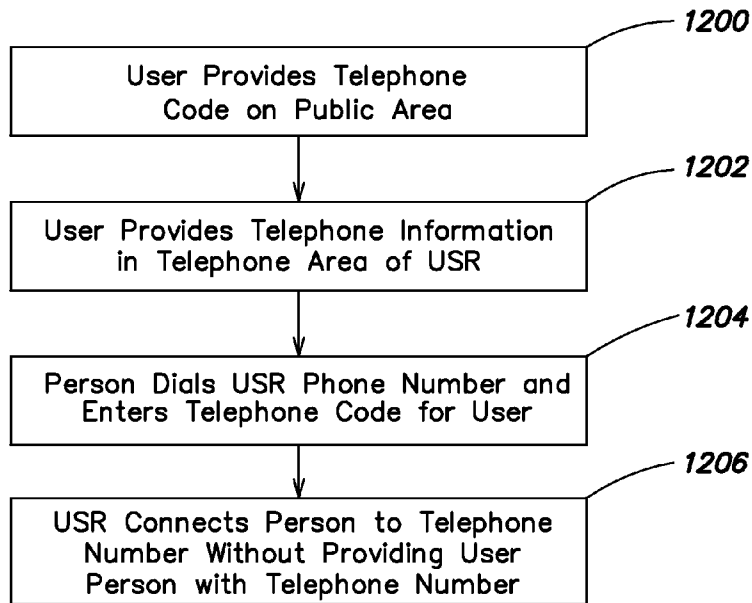 1200
User Provides Telephone
Code on Public Area
1202
User Provides Telephone Information
in Telephone Area of USR
1204
Person Dials USR Phone Number and
Enters Telephone Code for User
1206
USR Connects Person to Telephone
Number Without Providing User
Person with Telephone Number